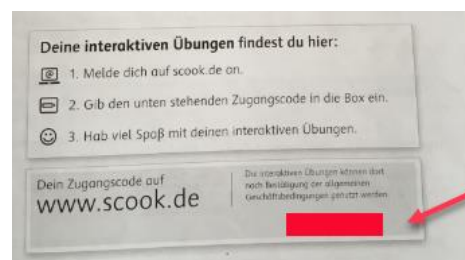 Deine interaktiven Übungen findest du hier:
1. Melde dich auf scook.de an.
2. Gib den unten stehenden Zugangscode in die Box ein.
3. Hab viel Spaß mit deinen interaktiven Übungen.
Dein Zugangscode auf
www.scook.de
Die interaktiven Übungen können dort
nach Bestätigung der allgemeinen
Geschäftsbedingungen genutzt werden.